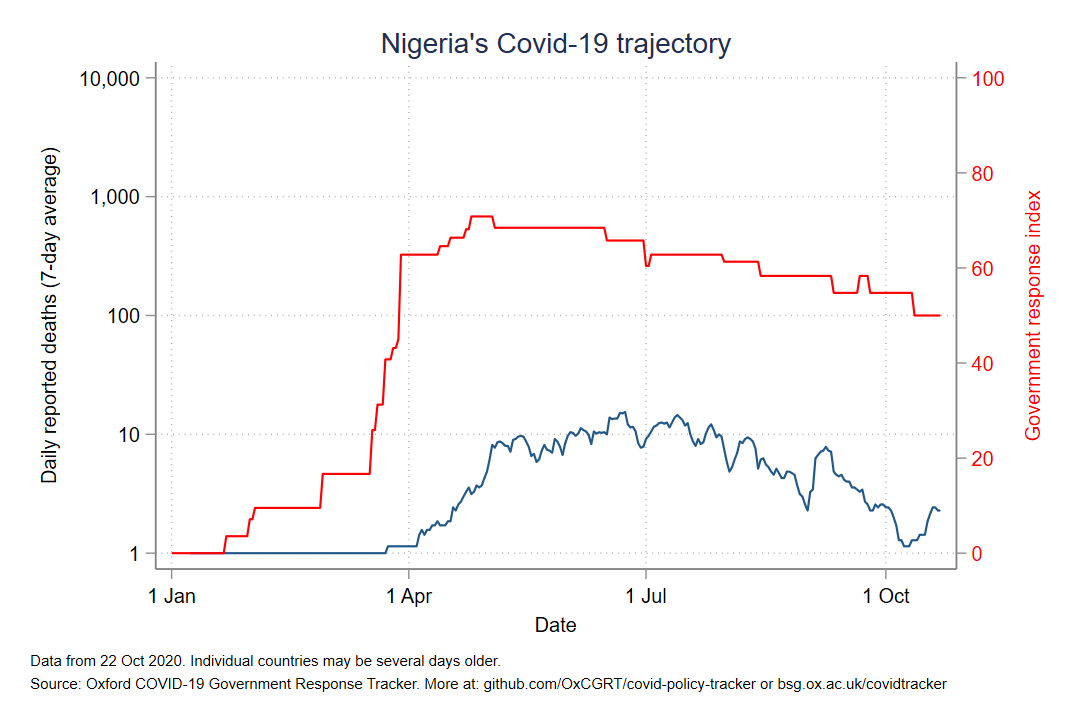 Nigeria's Covid-19 trajectory
10,000
1,000
100
10
1
Daily reported deaths (7-day average)
100
80
60
40
20
0
Government response index
1 Jan
1 Apr
1 Jul
1 Oct
Date
Data from 22 Oct 2020. Individual countries may be several days older.
Source: Oxford COVID-19 Government Response Tracker. More at: github.com/OxCGRT/covid-policy-tracker or bsg.ox.ac.uk/covidtracker